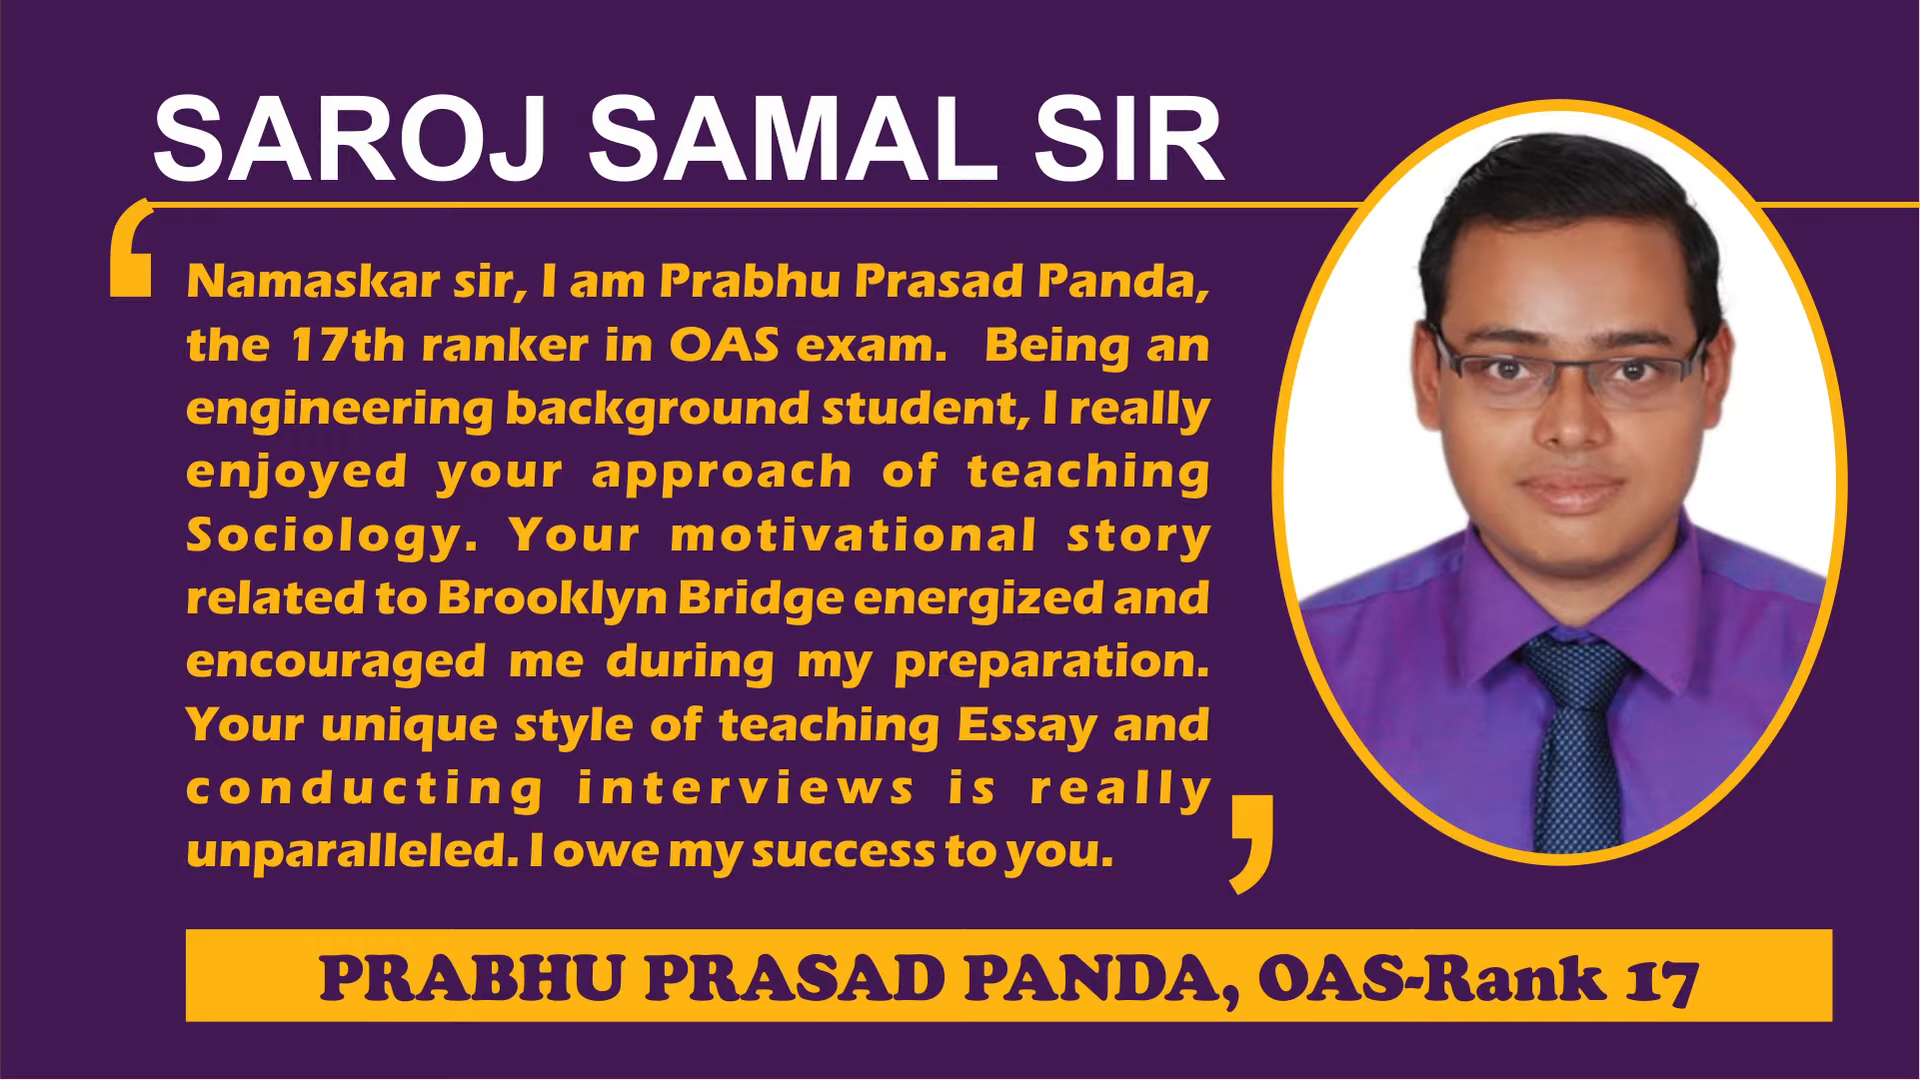 SAROJ SAMAL SIR
‘
Namaskar sir, I am Prabhu Prasad Panda,
the 17th ranker in OAS exam. Being an
engineering background student, I really
enjoyed your approach of teaching
Sociology. Your motivational story
related to Brooklyn Bridge energized and
encouraged me during my preparation.
Your unique style of teaching Essay and
conducting interviews is really
unparalleled. I owe my success to you.
’
PRABHU PRASAD PANDA, OAS-Rank 17